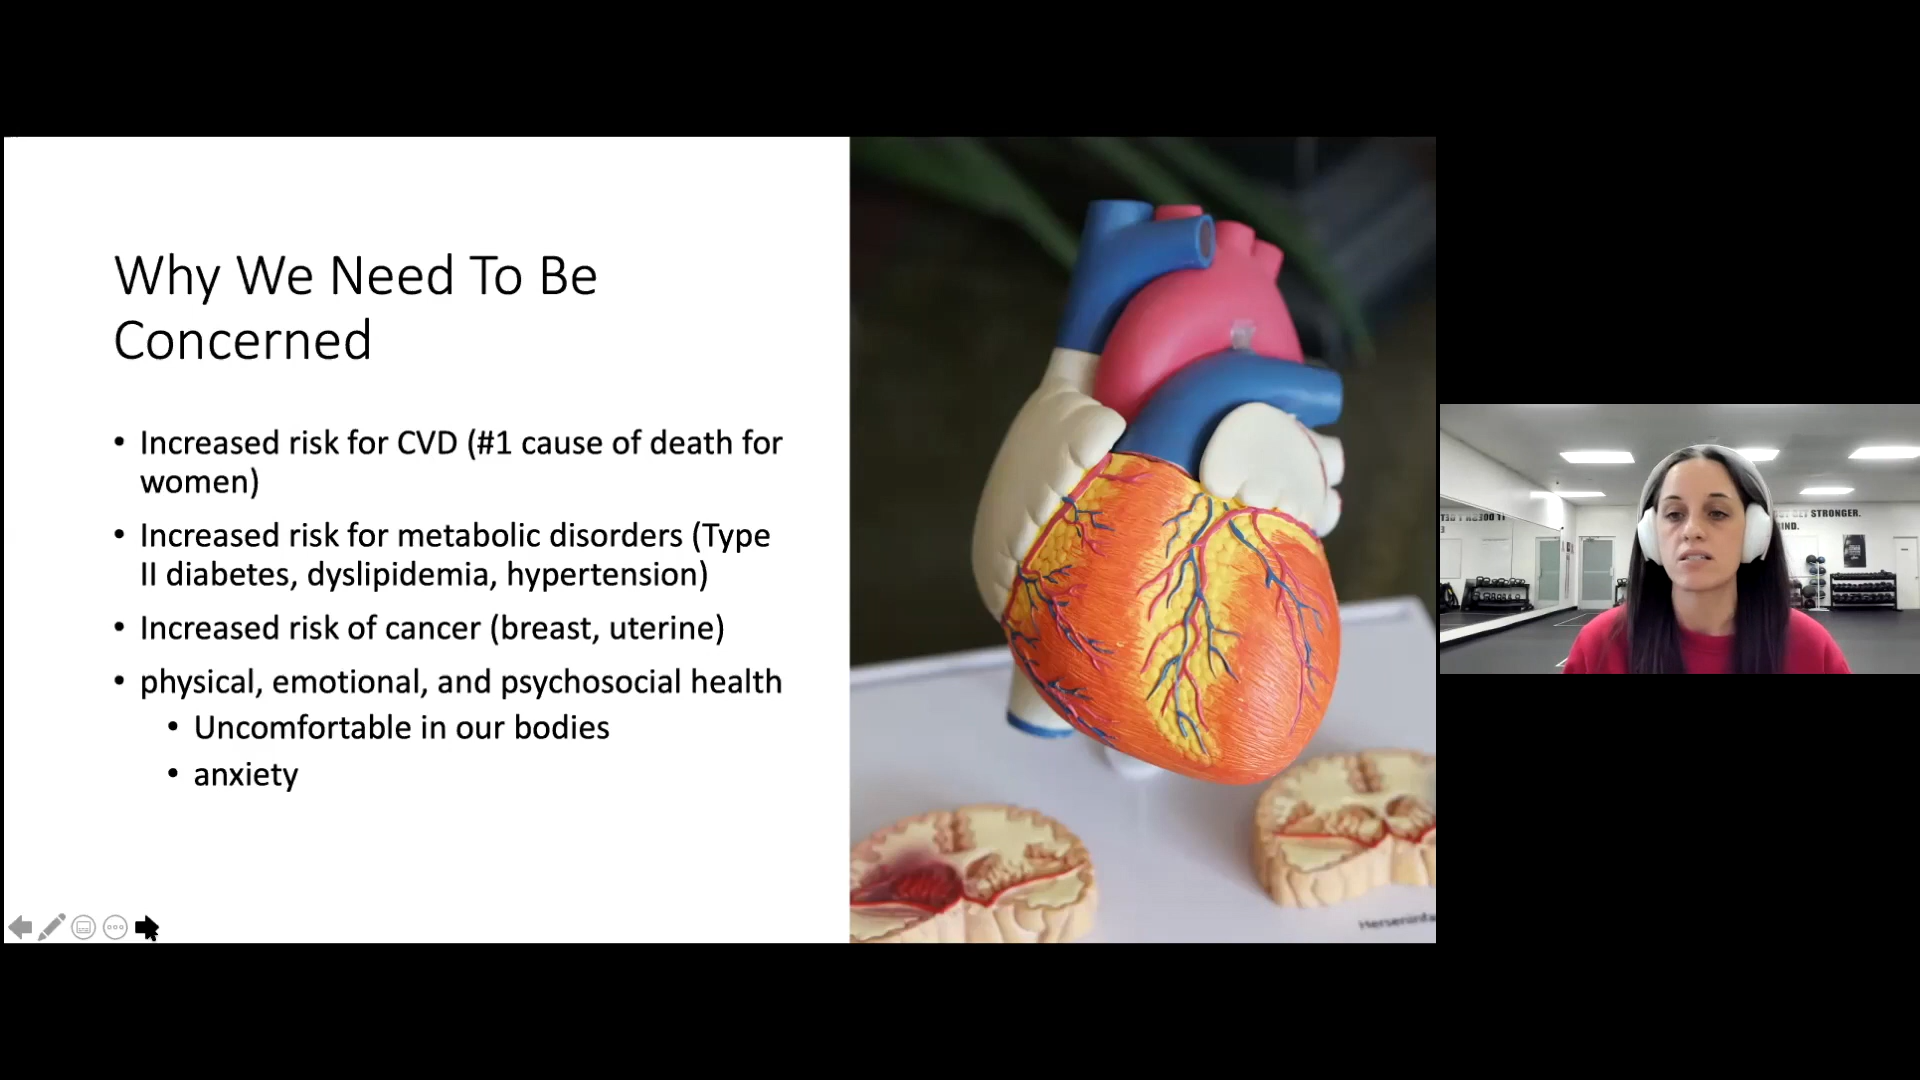 Why We Need To Be
Concerned
• Increased risk for CVD (#1 cause of death for
women)
• Increased risk for metabolic disorders (Type
II diabetes, dyslipidemia, hypertension)
• Increased risk of cancer (breast, uterine)
• physical, emotional, and psychosocial health
• Uncomfortable in our bodies
• anxiety
STRONGER.